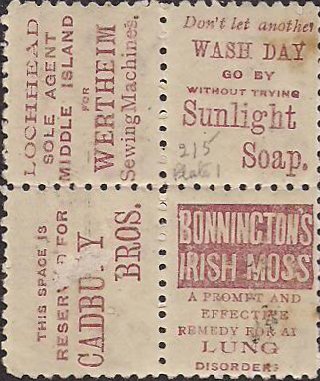 LOCHHEAD
SOLE AGENT
MIDDLE ISLAND
FOR
WERTHEIM
Sewing Machines.
Don't let another
WASH DAY
GO BY
WITHOUT TRYING
Sunlight
Soap.
215
Plate 1
THIS SPACE IS
RESERVED FOR
CADBU Y
BROS.
BONNINGTON'S
IRISH MOSS
A PROMPT AND
EFFECTIVE
REMEDY FOR Al
LUNG
DISORDERS